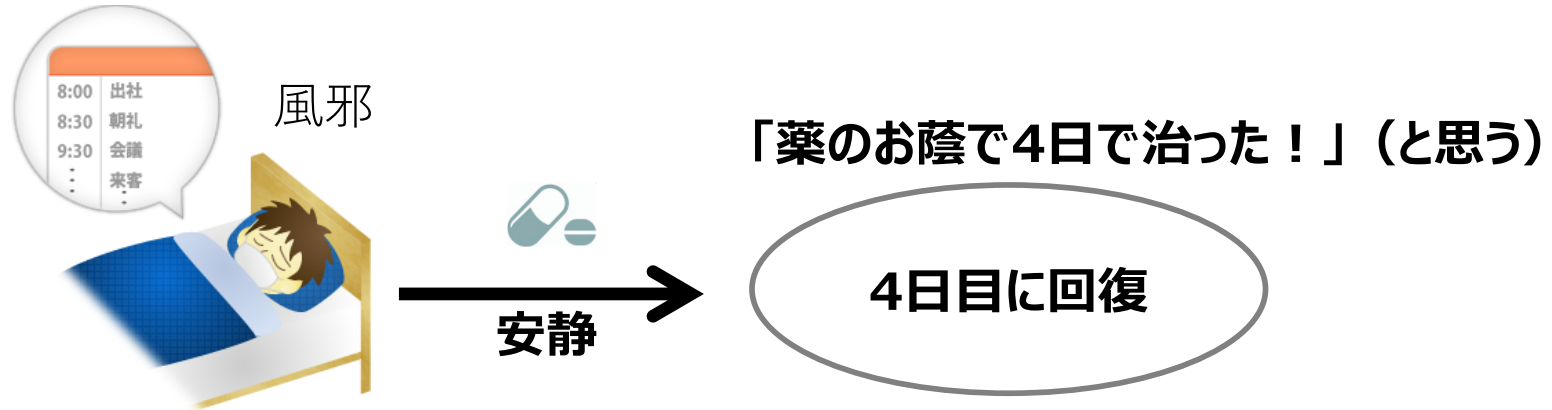 8:00 出社
8:30 朝礼
9:30 会議
来客
風邪
「薬のお蔭で4日で治った！」（と思う）
安静
4日目に回復